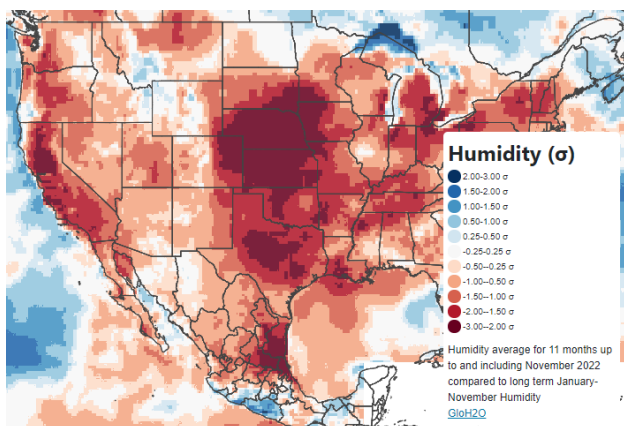 Humidity (σ)
2.00-3.00 σ
1.50-2.00 σ
1.00-1.50 σ
0.50-1.00 σ
0.25-0.50 σ
-0.25-0.25 σ
-0.50--0.25 σ
-1.00--0.50 σ
-1.50--1.00 σ
-2.00--1.50 σ
-3.00--2.00 σ
Humidity average for 11 months up
to and including November 2022
compared to long term January-
November Humidity
GloH2O